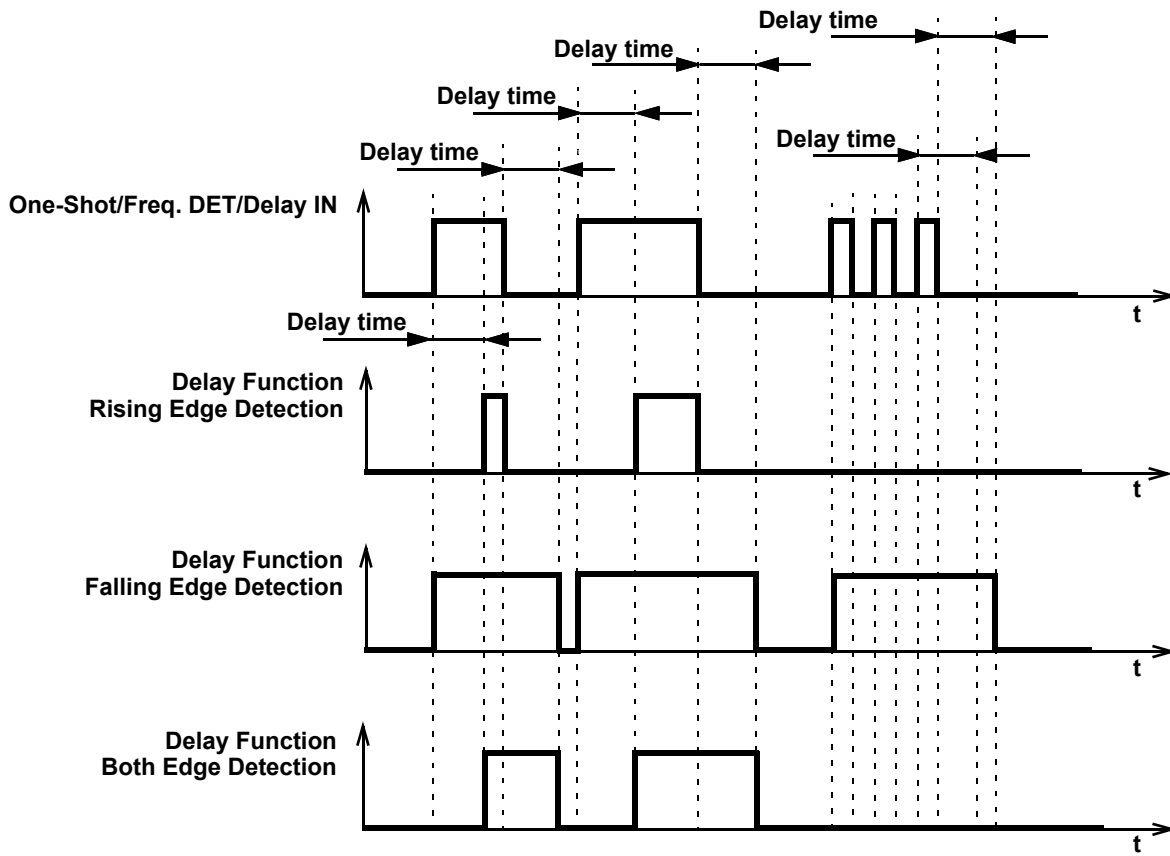 Delay time
Delay time
Delay time
Delay time
Delay time
One-Shot/Freq. DET/Delay IN
t
Delay time
Delay Function
Rising Edge Detection
t
Delay Function
Falling Edge Detection
t
Delay Function
Both Edge Detection
t